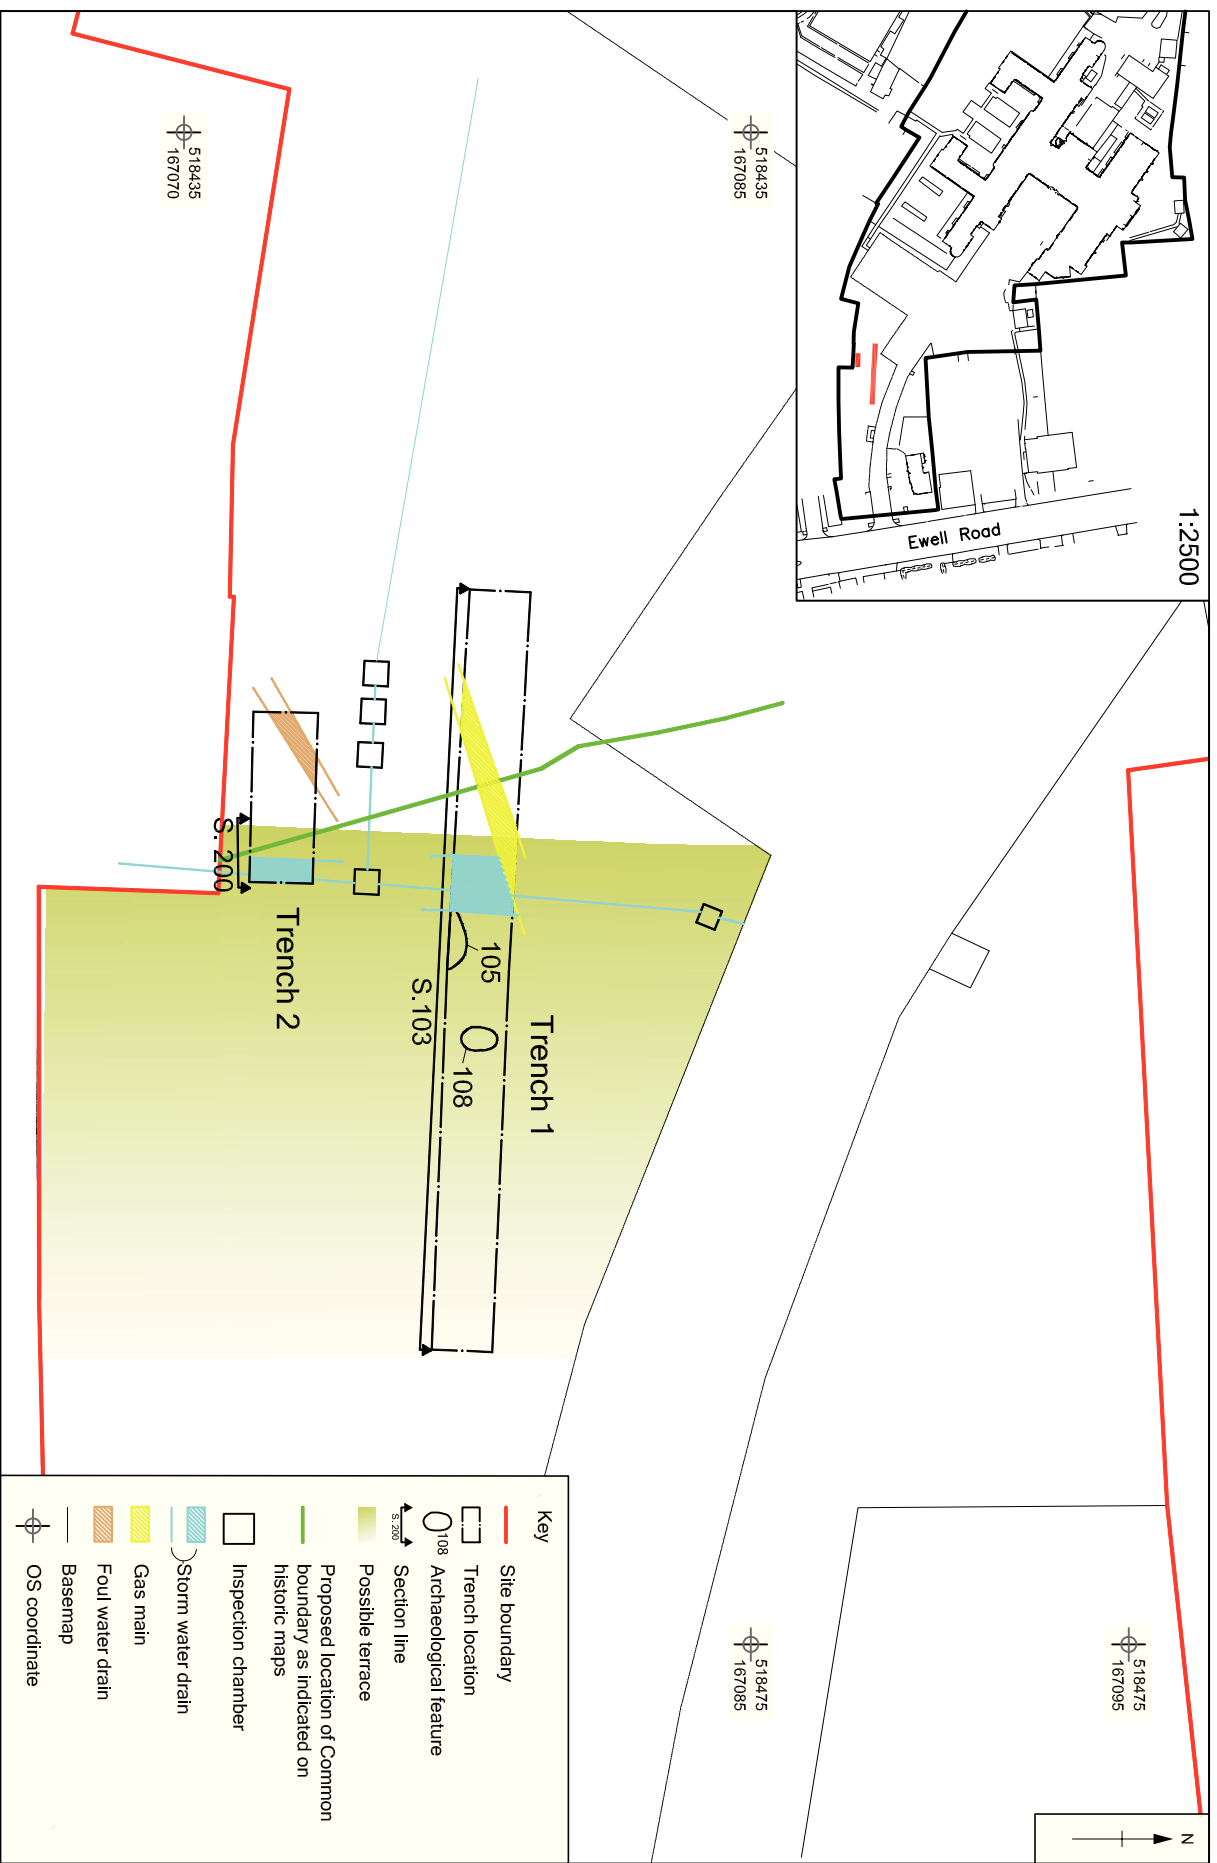 1:2500
Ewell Road
518435
167085
518435
167070
518475
167095
518475
167085
N
Trench 1
105
108
S.103
Trench 2
S. 200
Key
Site boundary
Trench location
108
Archaeological feature
S. 200
Section line
Possible terrace
Proposed location of Common
boundary as indicated on
historic maps
Inspection chamber
Storm water drain
Gas main
Foul water drain
Basemap
OS coordinate